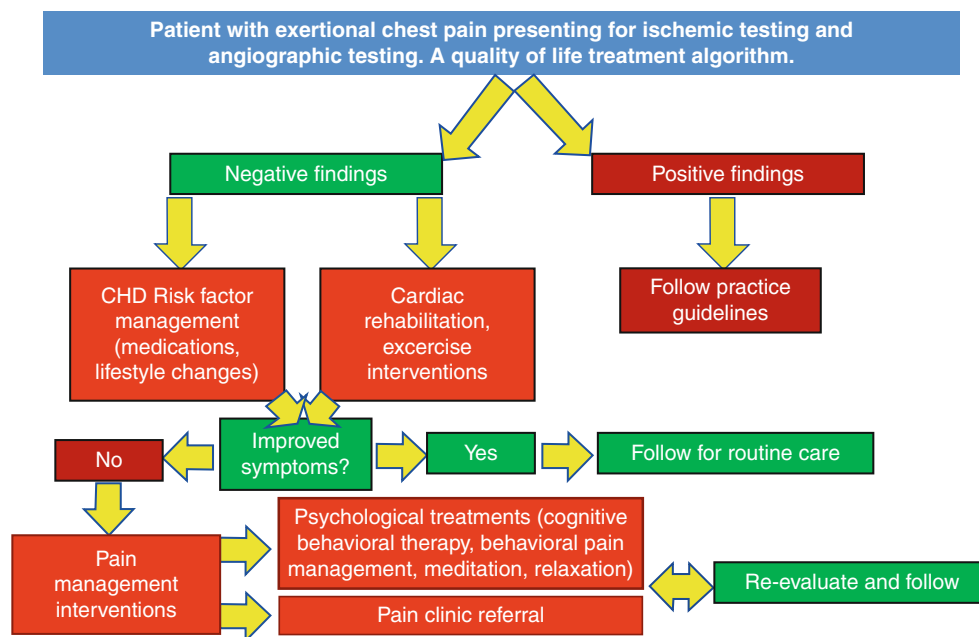 Patient with exertional chest pain presenting for ischemic testing and
angiographic testing. A quality of life treatment algorithm.
Negative findings
Positive findings
CHD Risk factor
management
(medications,
lifestyle changes)
Cardiac
rehabilitation,
excercise
interventions
Follow practice
guidelines
No
Improved
symptoms?
Yes
Follow for routine care
Pain
management
interventions
Psychological treatments (cognitive
behavioral therapy, behavioral pain
management, meditation, relaxation)
Pain clinic referral
Re-evaluate and follow